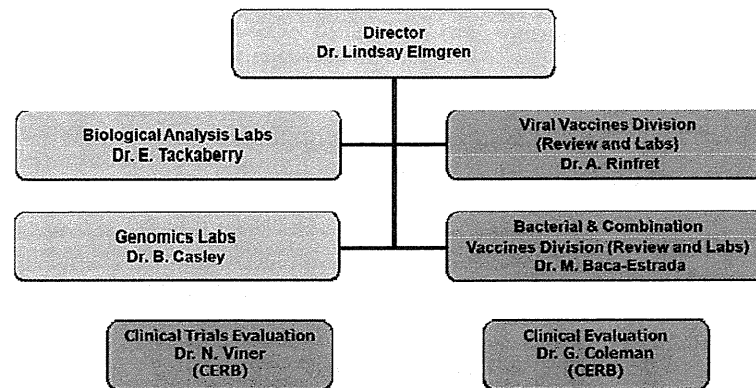 Director
Dr. Lindsay Elmgren
Biological Analysis Labs
Dr. E. Tackaberry
Viral Vaccines Division
(Review and Labs)
Dr. A. Rinfret
Genomics Labs
Dr. B. Casley
Bacterial & Combination
Vaccines Division (Review and Labs)
Dr. M. Baca-Estrada
Clinical Trials Evaluation
Dr. N. Viner
(CERB)
Clinical Evaluation
Dr. G. Coleman
(CERB)